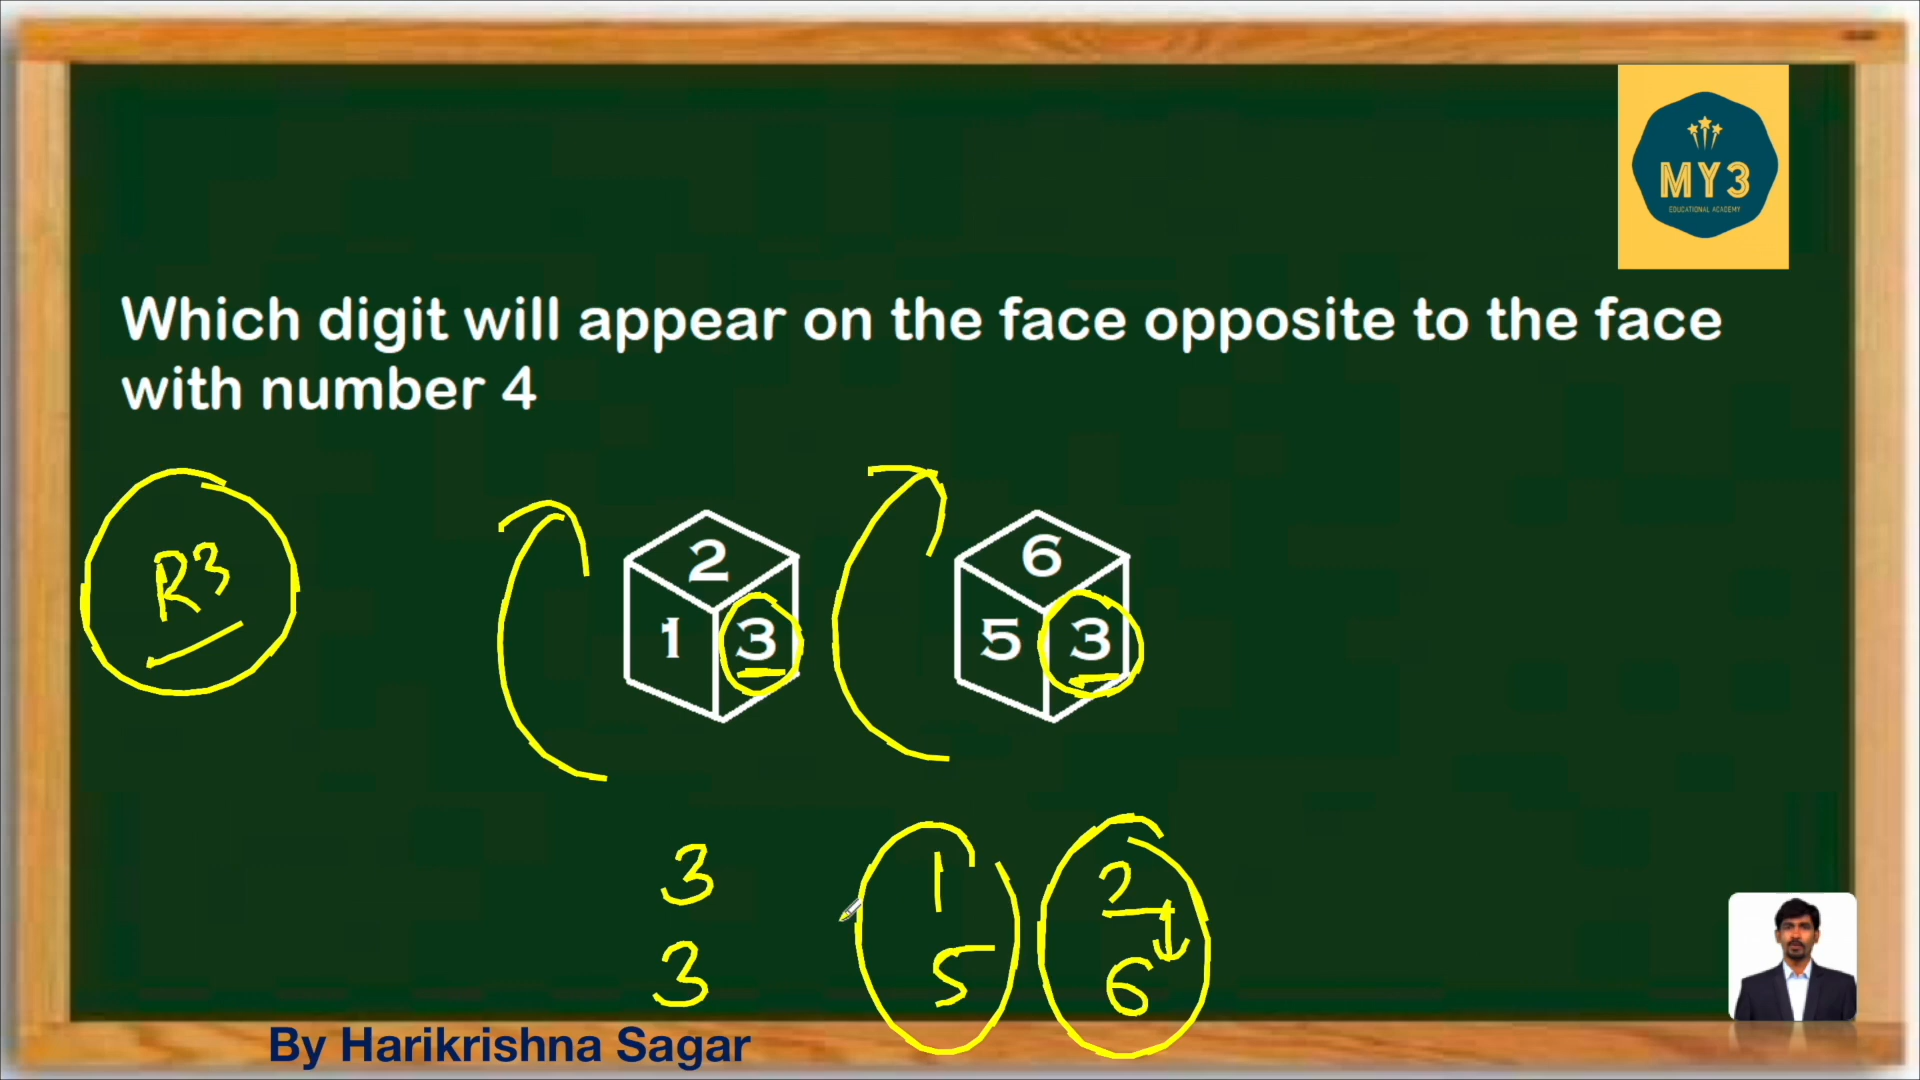 MY3
EDUCATIONAL ACADEMY
Which digit will appear on the face opposite to the face
with number 4
R3
2
1 3
6
5 3
3 1 2
3 5 6
By Harikrishna Sagar